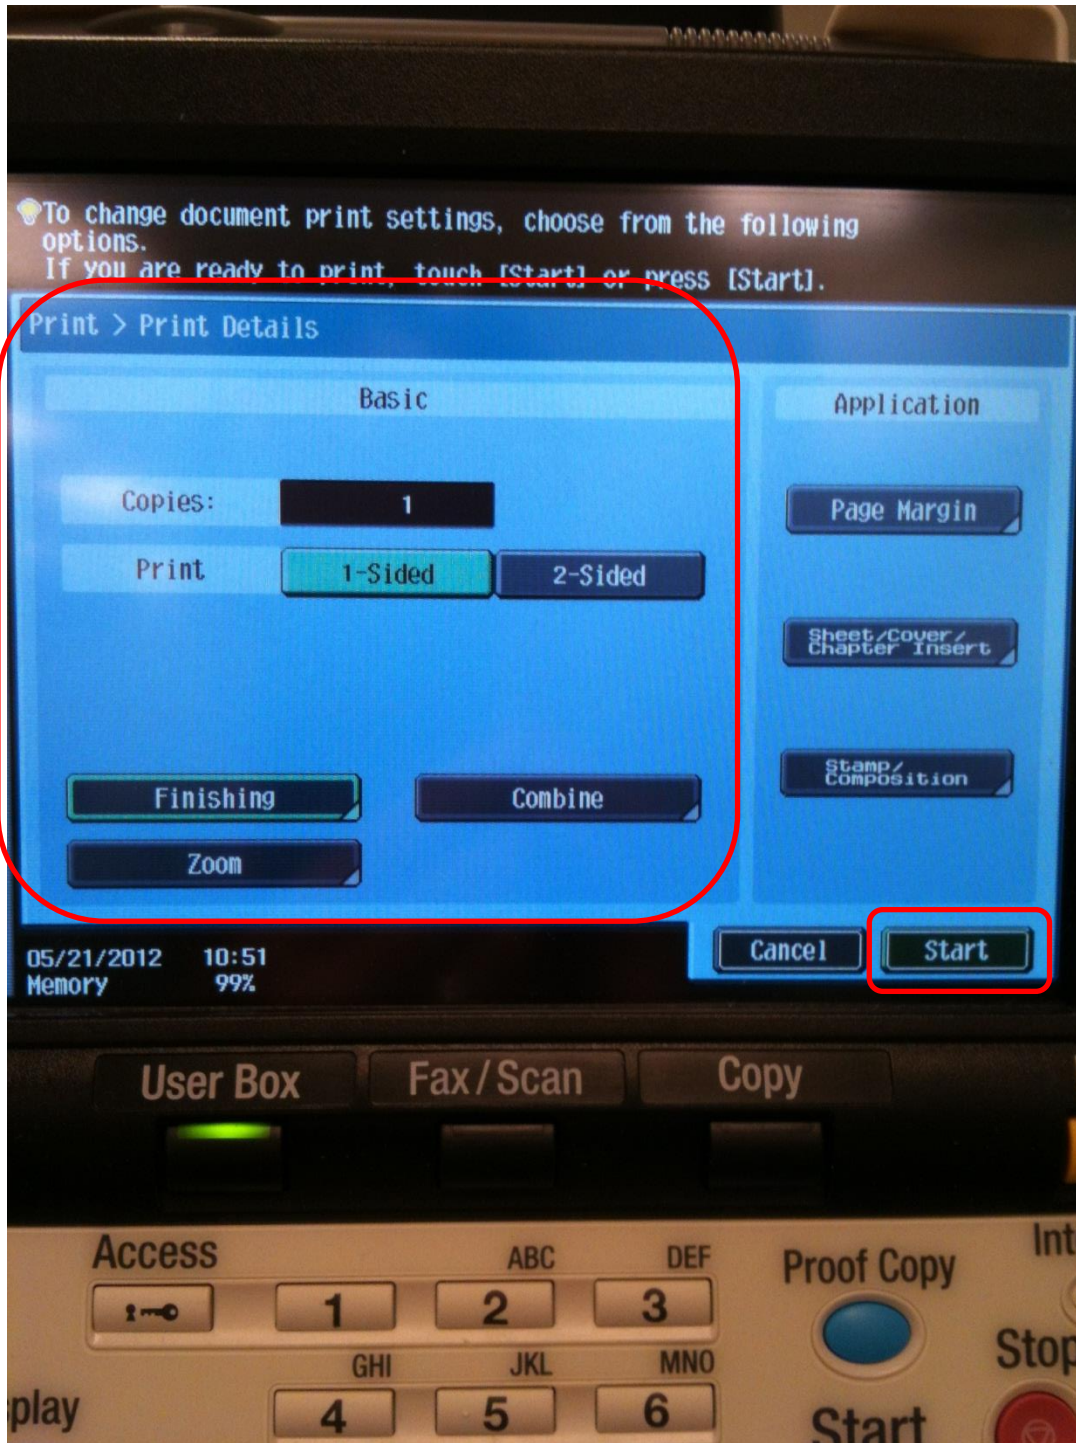 To change document print settings, choose from the following
options.
If you are ready to print, touch [Start] or press [Start].
Print > Print Details
Basic
Application
Copies: 1
Page Margin
Print 1-Sided 2-Sided
Sheet/Cover/
Chapter Insert
Stamp/
Composition
Finishing Combine
Zoom
Cancel Start
05/21/2012 10:51
Memory 99%
User Box Fax/Scan Copy
Access
ABC DEF
1 2 3
Proof Copy
Int
Stop
GHI JKL MNO
4 5 6
play
Start